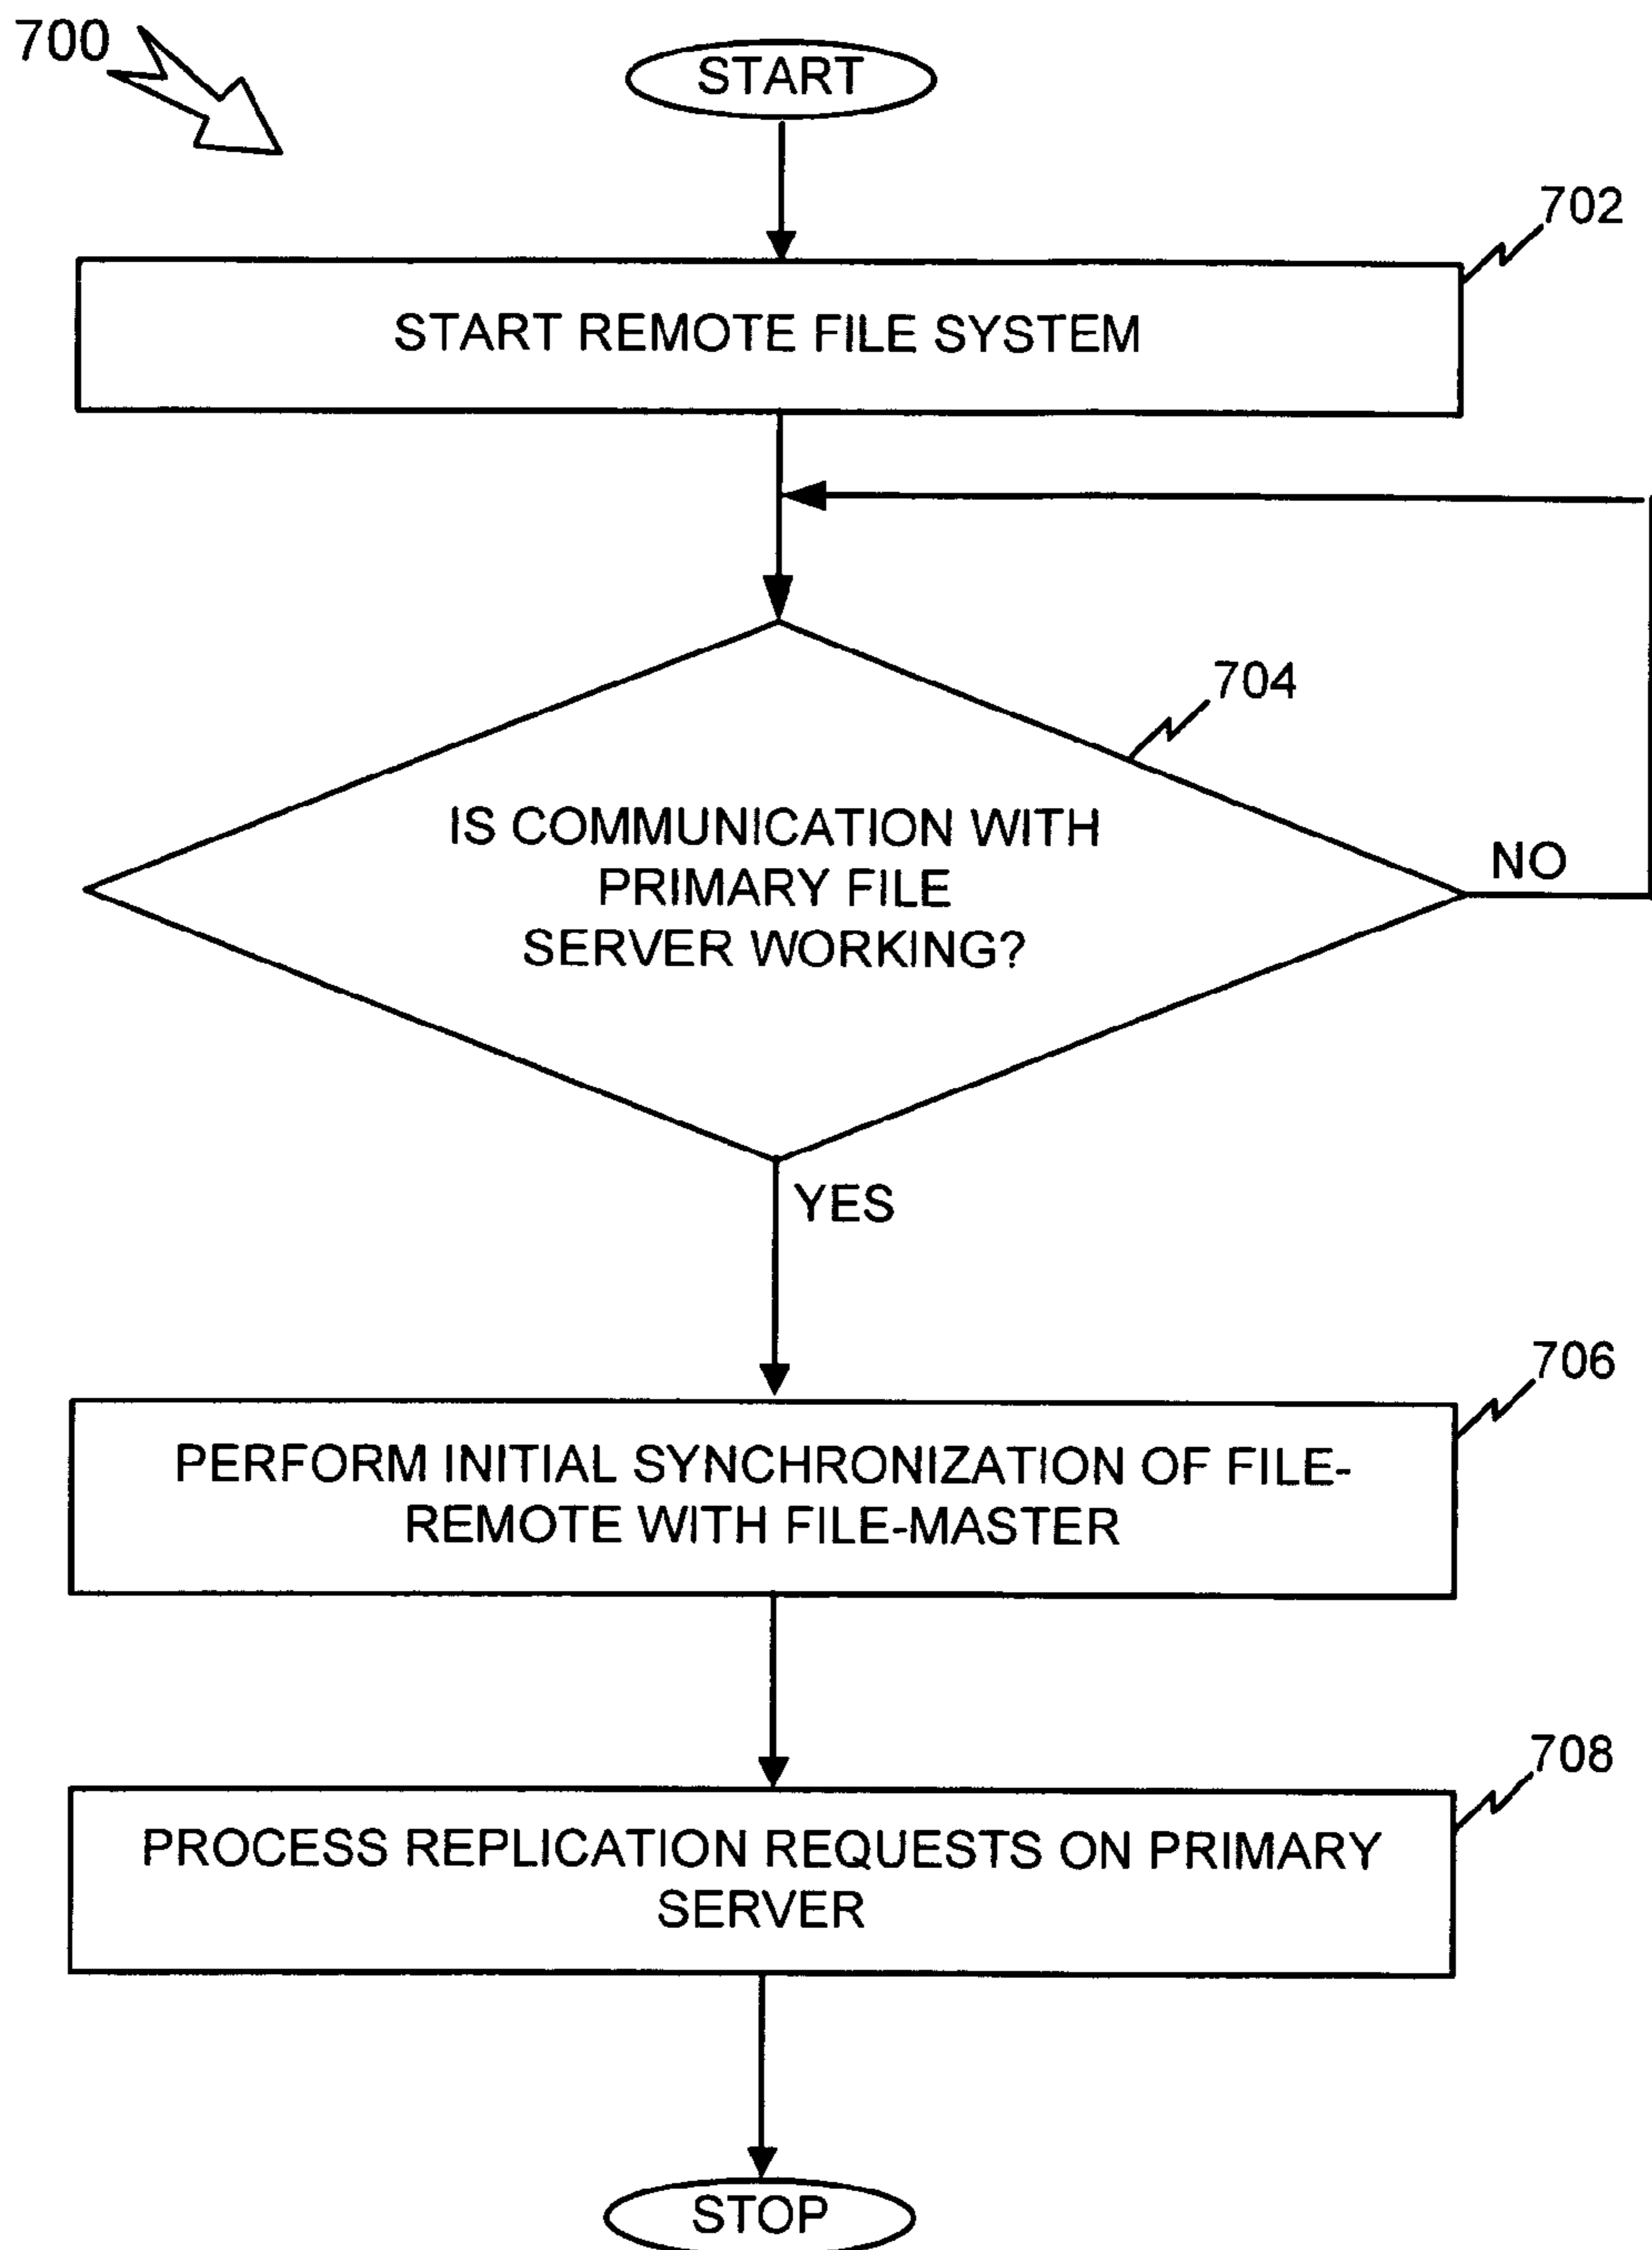 700
START
702
START REMOTE FILE SYSTEM
704
IS COMMUNICATION WITH
PRIMARY FILE
SERVER WORKING?
NO
YES
706
PERFORM INITIAL SYNCHRONIZATION OF FILE-
REMOTE WITH FILE-MASTER
708
PROCESS REPLICATION REQUESTS ON PRIMARY
SERVER
STOP